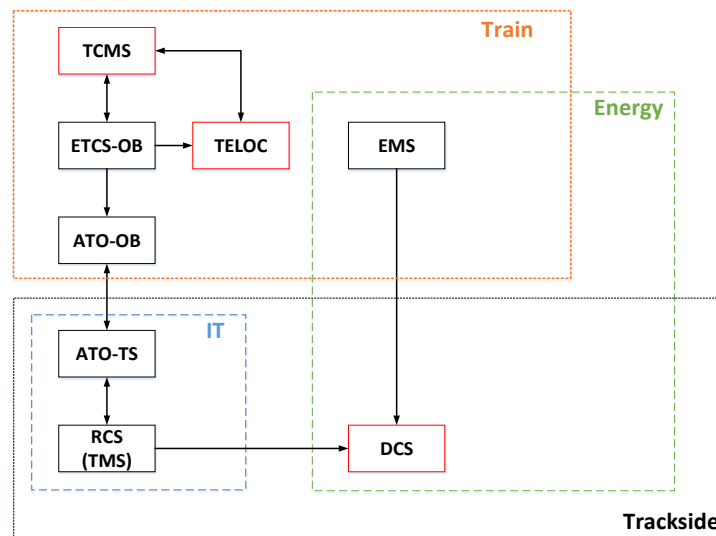 Train
TCMS
Energy
ETCS-OB
TELOC
EMS
ATO-OB
IT
ATO-TS
RCS
(TMS)
DCS
Trackside